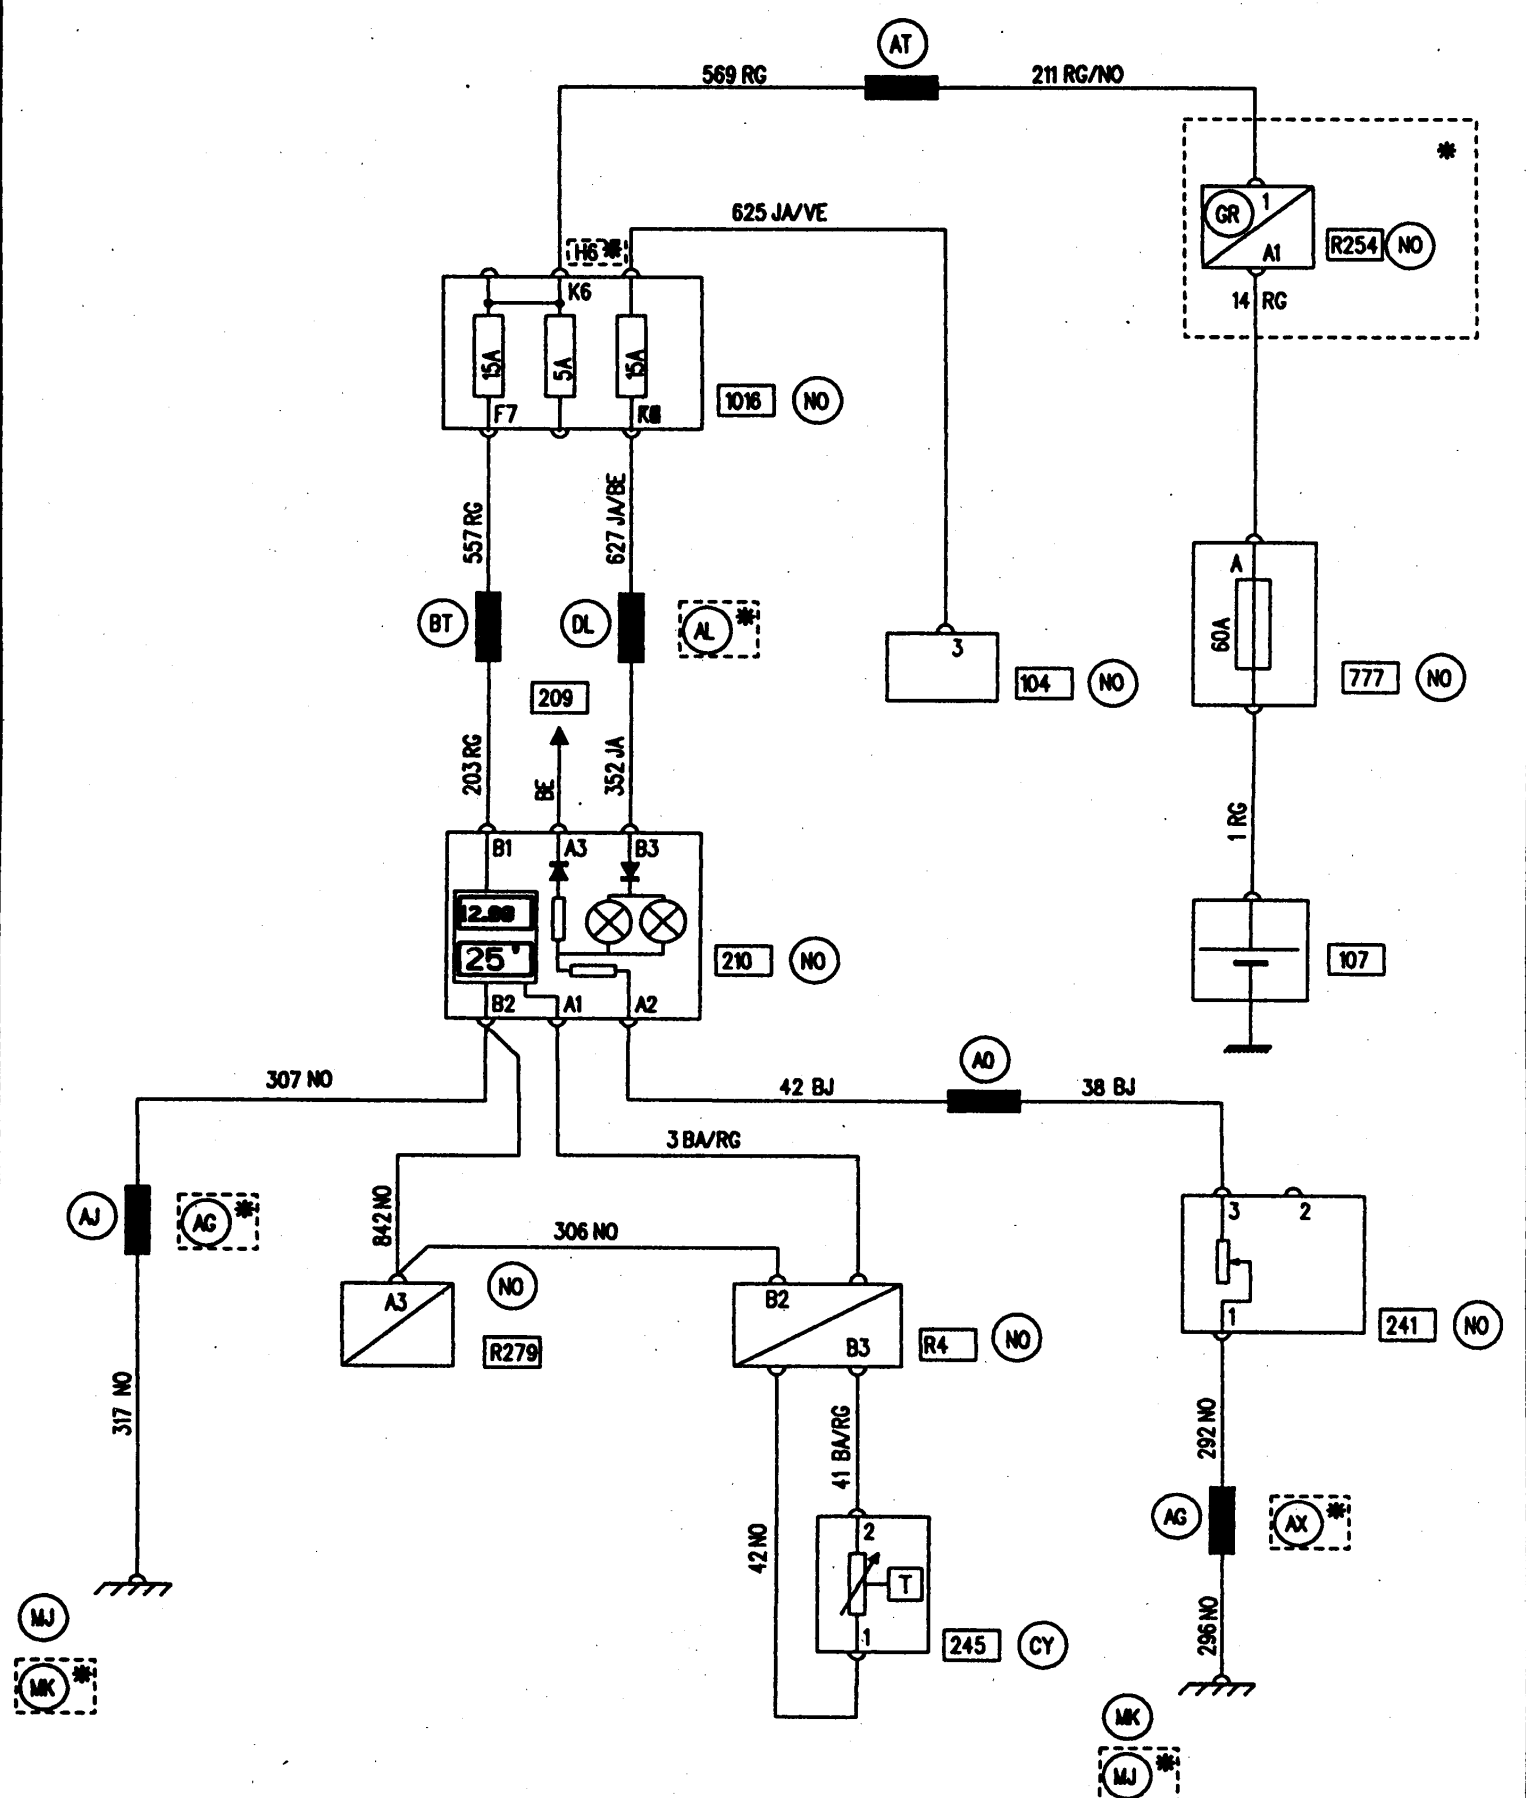 AT
569 RG
211 RG/NO
*
GR
1
A1
R254
NO
14 RG
625 JA/VE
H6 *
K6
15A
5A
15A
F7
1016
NO
557 RG
627 JA/BE
BT
DL
AL
*
A
60A
777
NO
3
104
NO
209
203 RG
BE
352 JA
1 RG
B1
A3
B3
25°
210
NO
B2
A1
A2
107
307 NO
42 BJ
AO
38 BJ
3 BA/RG
AJ
AG
*
842 NO
306 NO
A3
NO
R279
B2
B3
R4
NO
3
2
1
241
NO
317 NO
41 BA/RG
42 NO
2
T
1
245
CY
292 NO
AG
AX
*
296 NO
MJ
MK
*
MK
MJ
*